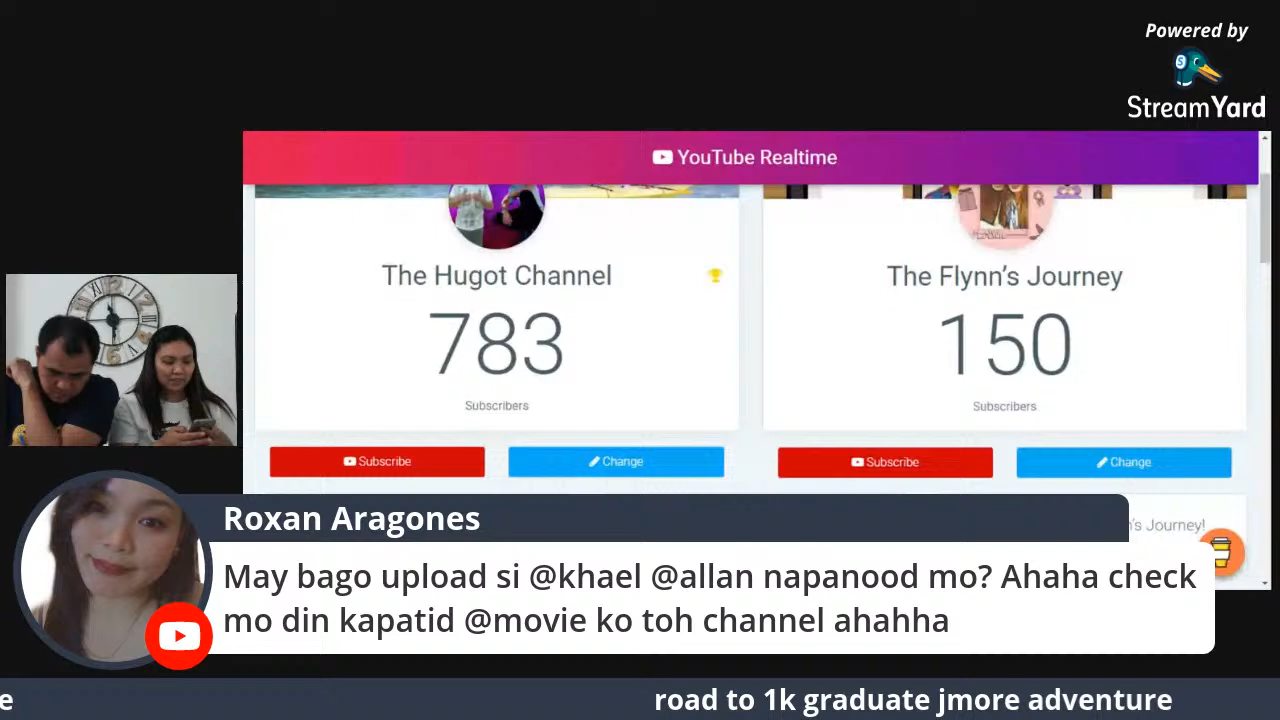 Powered by
StreamYard
YouTube Realtime
The Hugot Channel
The Flynn’s Journey
783
150
Subscribers
Subscribers
Subscribe
Change
Subscribe
Change
Roxan Aragones
n's Journey!
May bago upload si @khael @allan napanood mo? Ahaha check
mo din kapatid @movie ko toh channel ahahha
e
road to 1k graduate jmore adventure